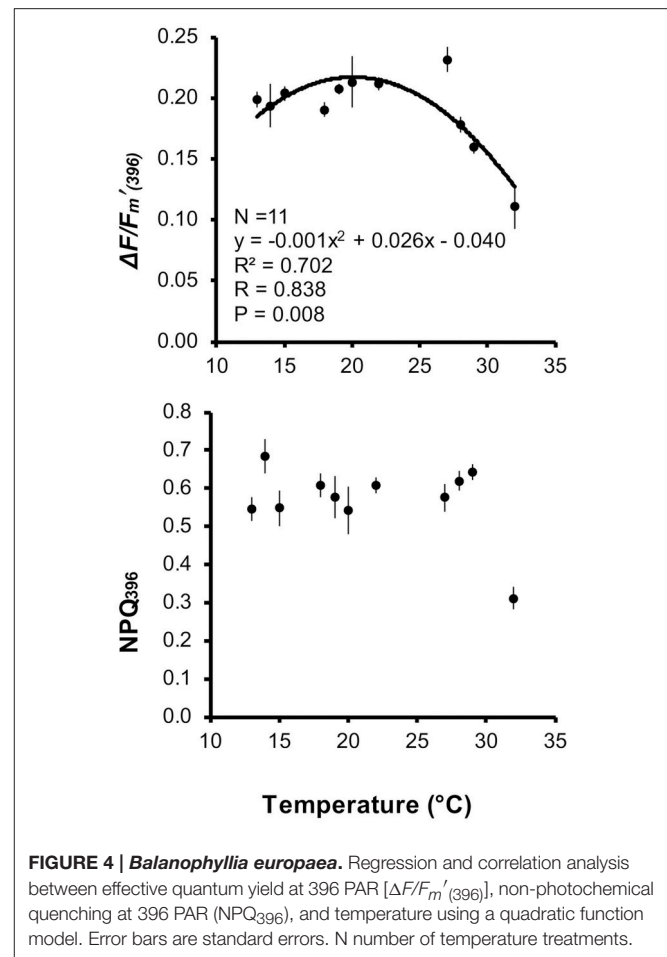 0.25
0.20
0.15
0.10
0.05
0.00
ΔF/Fm′(396)
N =11
y = -0.001x² + 0.026x - 0.040
R² = 0.702
R = 0.838
P = 0.008
10 15 20 25 30 35
0.8
0.7
0.6
0.5
0.4
0.3
0.2
0.1
0.0
NPQ396
10 15 20 25 30 35
Temperature (°C)
FIGURE 4 | Balanophyllia europaea. Regression and correlation analysis
between effective quantum yield at 396 PAR [ΔF/Fm′(396)], non-photochemical
quenching at 396 PAR (NPQ396), and temperature using a quadratic function
model. Error bars are standard errors. N number of temperature treatments.